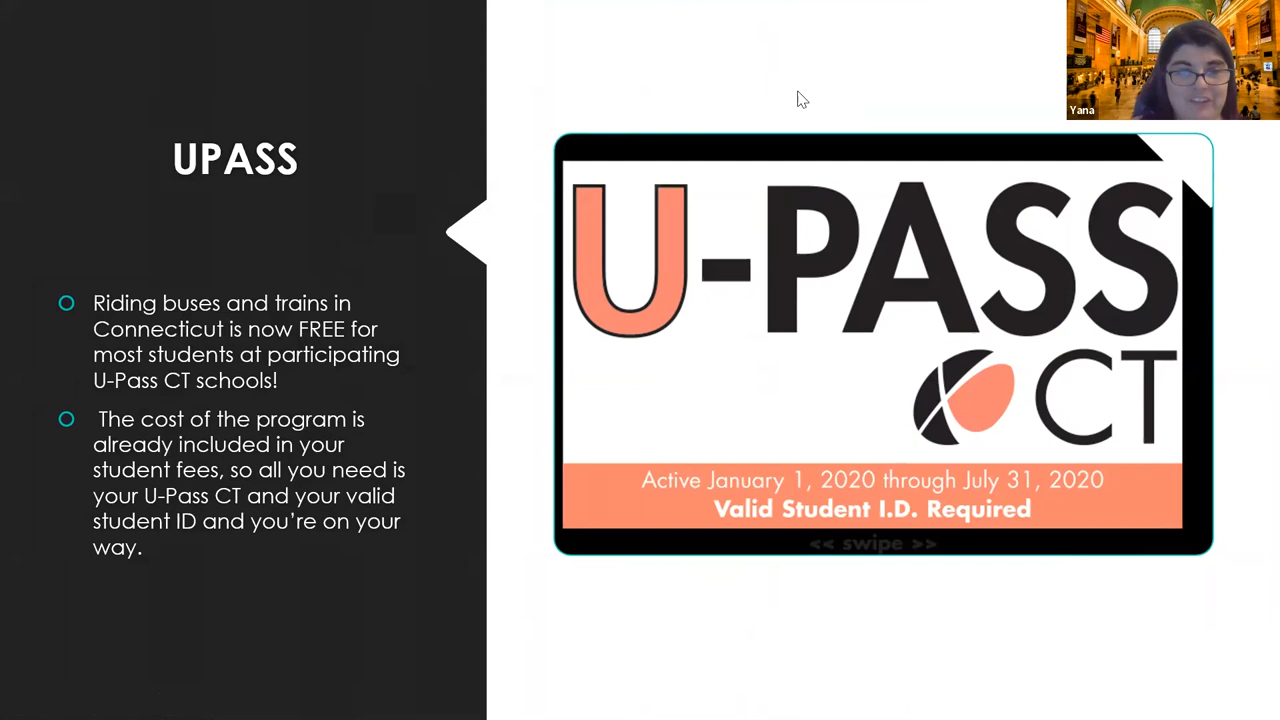 UPASS
Riding buses and trains in
Connecticut is now FREE for
most students at participating
U-Pass CT schools!
The cost of the program is
already included in your
student fees, so all you need is
your U-Pass CT and your valid
student ID and you’re on your
way.
U-PASS
CT
Active January 1, 2020 through July 31, 2020
Valid Student I.D. Required
<< swipe >>
Yana